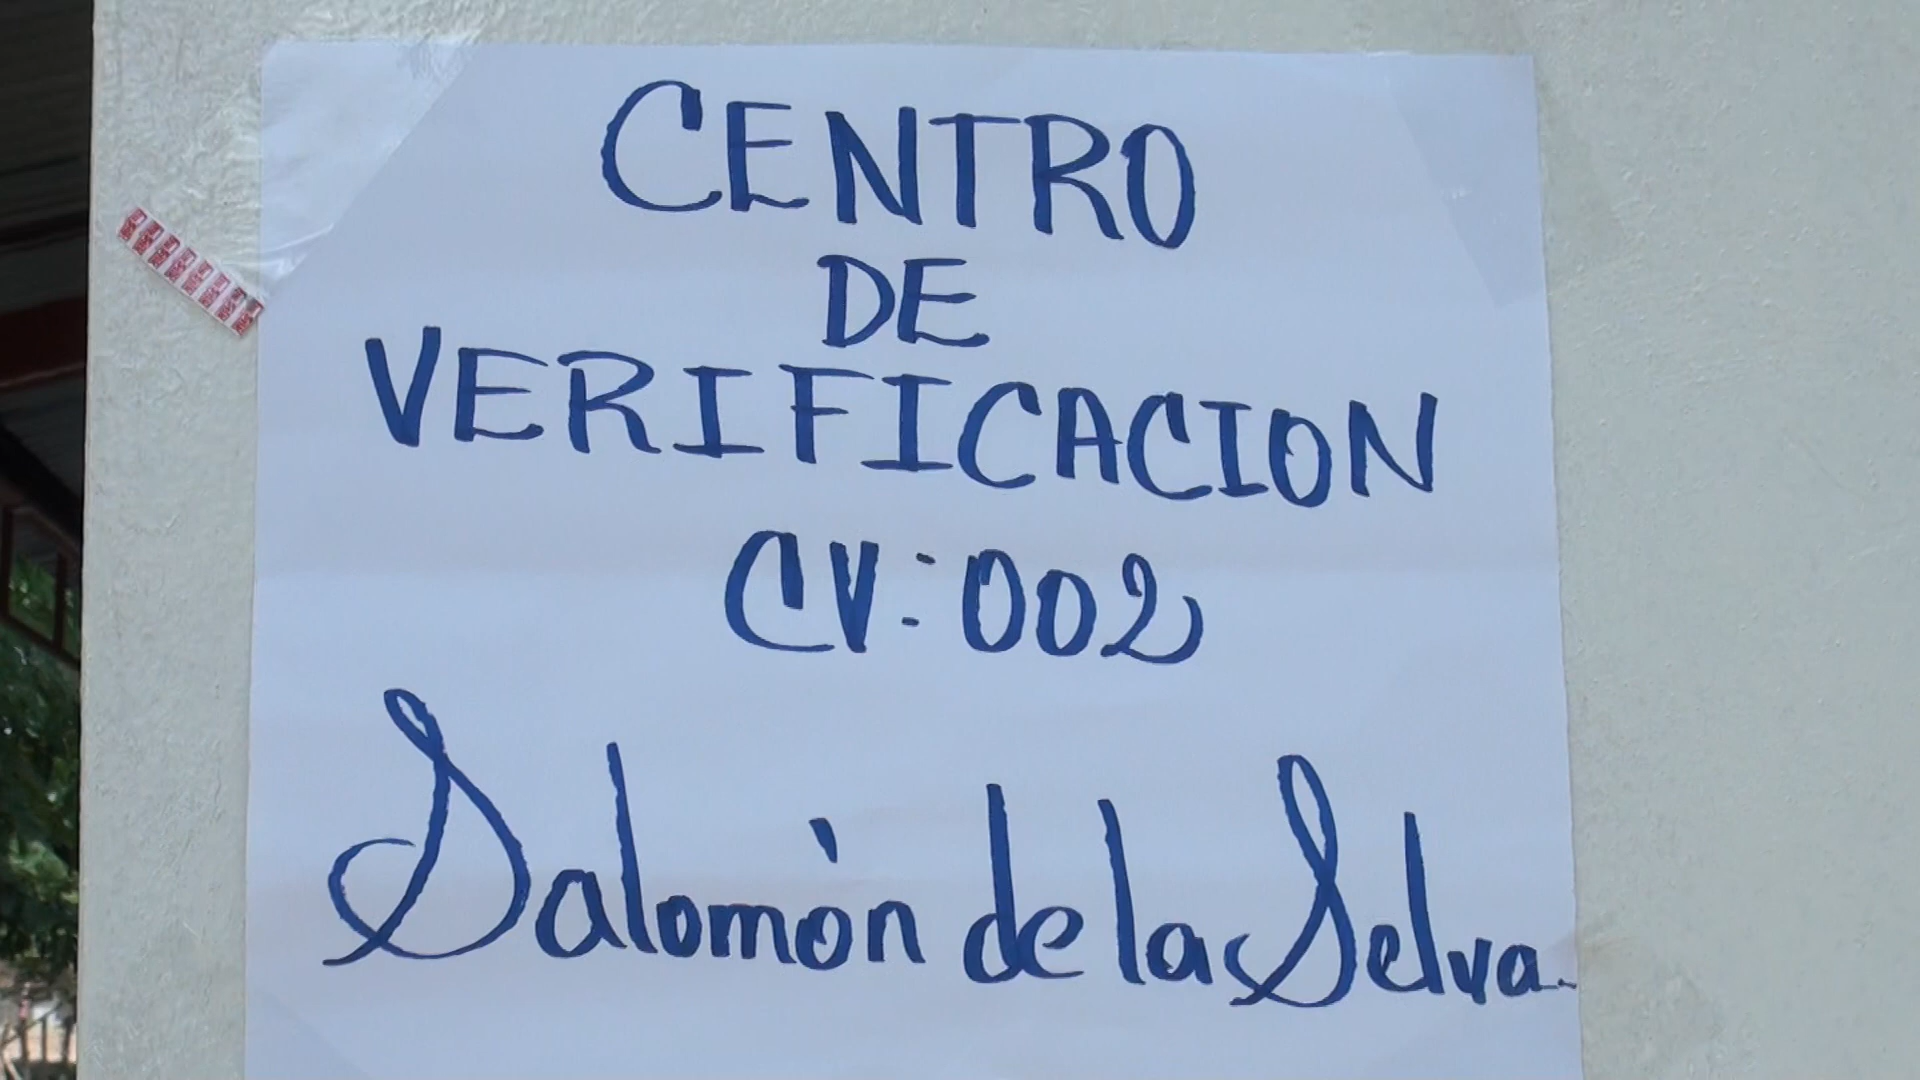 CENTRO
DE
VERIFICACION
CV:002
Salomón de la Selva.